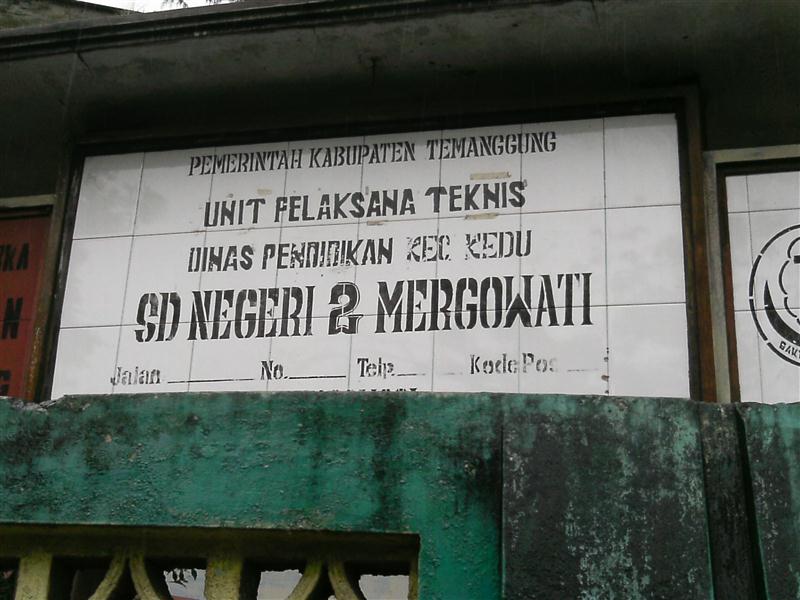 PEMERINTAH KABUPATEN TEMANGGUNG
UNIT PELAKSANA TEKNIS
DINAS PENDIDIKAN KEC. KEDU
SD NEGERI 2 MERGOWATI
Jalan No. Telp. Kode Pos